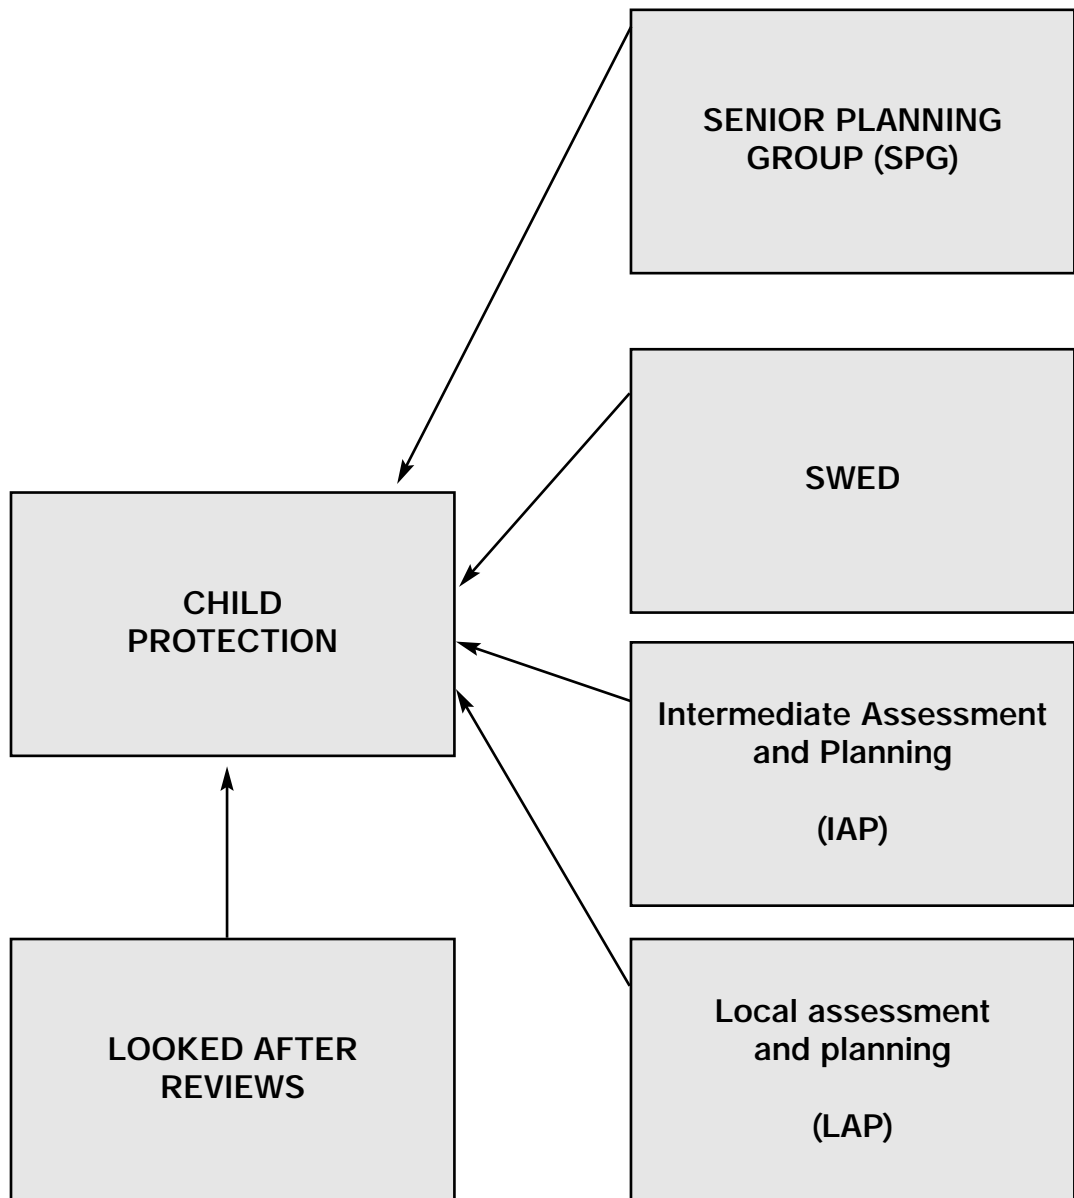 SENIOR PLANNING
GROUP (SPG)
SWED
CHILD
PROTECTION
Intermediate Assessment
and Planning
(IAP)
LOOKED AFTER
REVIEWS
Local assessment
and planning
(LAP)